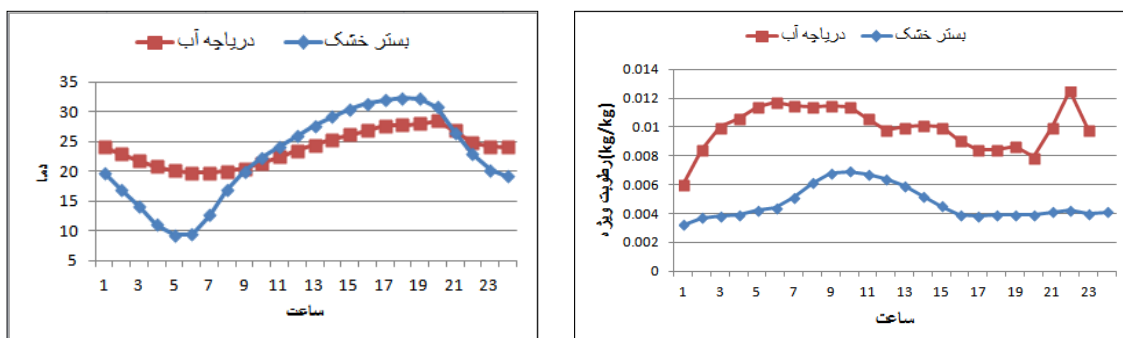 دریاچه آب بستر خشک
35
30
25
20
15
10
5
دما
1 3 5 7 9 11 13 15 17 19 21 23
ساعت
دریاچه آب بستر خشک
0.014
0.012
0.01
0.008
0.006
0.004
0.002
0
رطوبت ویژ ه(kg/kg)
1 3 5 7 9 11 13 15 17 19 21 23
ساعت